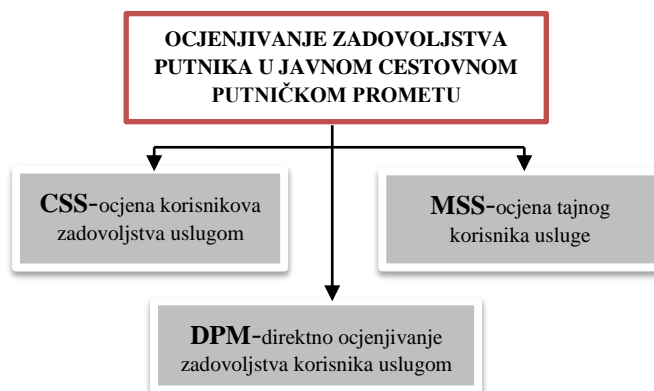 OCJENJIVANJE ZADOVOLJSTVA
PUTNIKA U JAVNOM CESTOVNOM
PUTNIČKOM PROMETU
CSS-ocjena korisnikova
zadovoljstva uslugom
MSS-ocjena tajnog
korisnika usluge
DPM-direktno ocjenjivanje
zadovoljstva korisnika uslugom